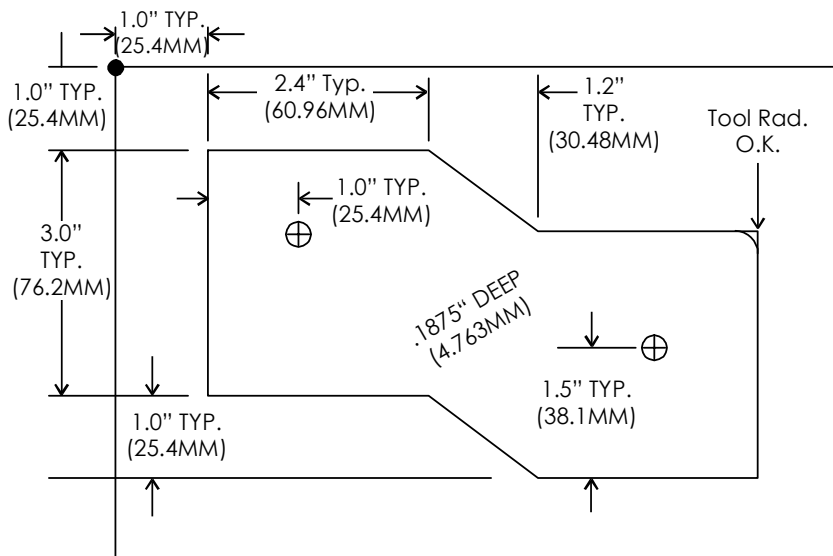 1.0” TYP.
(25.4MM)
1.0” TYP.
(25.4MM)
2.4” Typ.
(60.96MM)
1.2”
TYP.
(30.48MM)
Tool Rad.
O.K.
1.0” TYP.
(25.4MM)
3.0”
TYP.
(76.2MM)
.1875“ DEEP
(4.763MM)
1.0” TYP.
(25.4MM)
1.5” TYP.
(38.1MM)